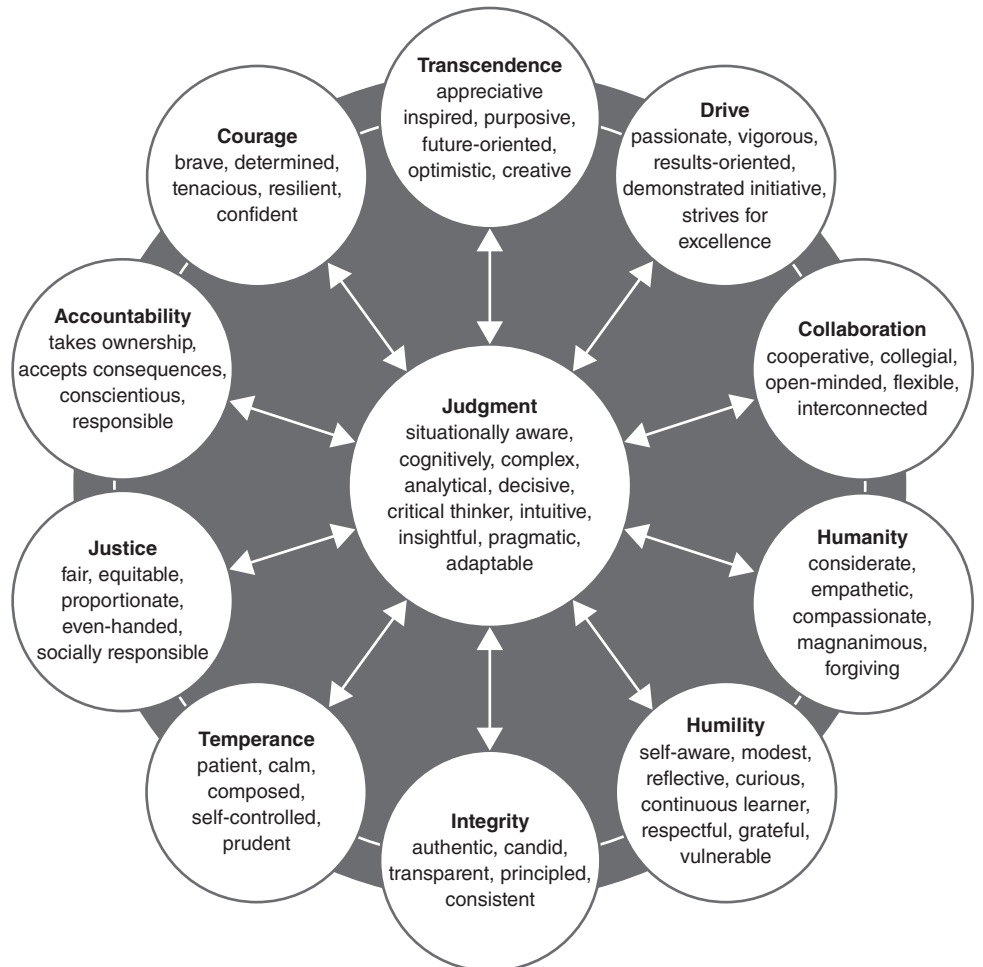 Transcendence
appreciative
inspired, purposive,
future-oriented,
optimistic, creative
Drive
passionate, vigorous,
results-oriented,
demonstrated initiative,
strives for
excellence
Collaboration
cooperative, collegial,
open-minded, flexible,
interconnected
Humanity
considerate,
empathetic,
compassionate,
magnanimous,
forgiving
Humility
self-aware, modest,
reflective, curious,
continuous learner,
respectful, grateful,
vulnerable
Integrity
authentic, candid,
transparent, principled,
consistent
Temperance
patient, calm,
composed,
self-controlled,
prudent
Justice
fair, equitable,
proportionate,
even-handed,
socially responsible
Accountability
takes ownership,
accepts consequences,
conscientious,
responsible
Courage
brave, determined,
tenacious, resilient,
confident
Judgment
situationally aware,
cognitively, complex,
analytical, decisive,
critical thinker, intuitive,
insightful, pragmatic,
adaptable